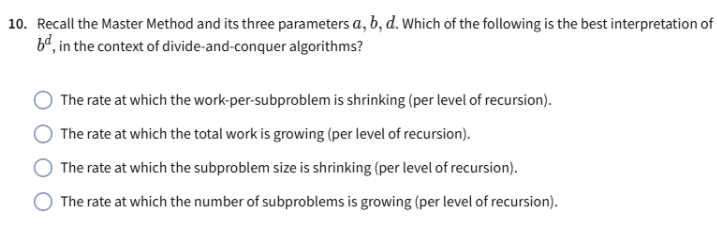 10. Recall the Master Method and its three parameters a, b, d. Which of the following is the best interpretation of
b^d, in the context of divide-and-conquer algorithms?
The rate at which the work-per-subproblem is shrinking (per level of recursion).
The rate at which the total work is growing (per level of recursion).
The rate at which the subproblem size is shrinking (per level of recursion).
The rate at which the number of subproblems is growing (per level of recursion).